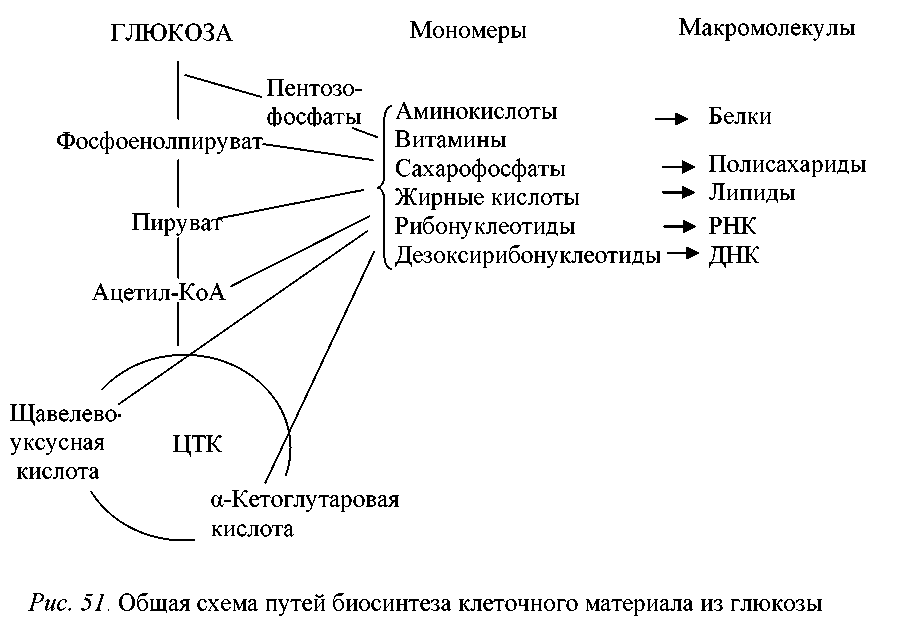 ГЛЮКОЗА
Мономеры
Макромолекулы
Пентозо-
фосфаты
Фосфоенолпируват
Пируват
Ацетил-КоА
Щавелево-
уксусная
кислота
ЦТК
α-Кетоглутаровая
кислота
Аминокислоты
Витамины
Сахарофосфаты
Жирные кислоты
Рибонуклеотиды
Дезоксирибонуклеотиды
Белки
Полисахариды
Липиды
РНК
ДНК
Рис. 51. Общая схема путей биосинтеза клеточного материала из глюкозы